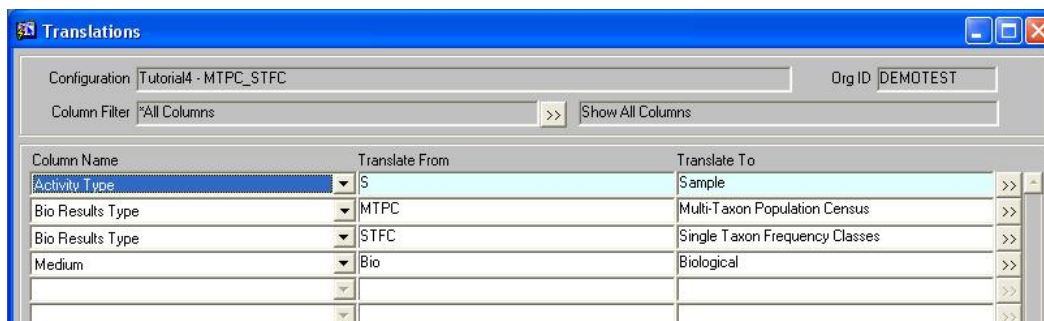 Translations
Configuration Tutorial4 - MTPC_STFC Org ID DEMOTEST
Column Filter *All Columns >> Show All Columns
Column Name Translate From Translate To
Activity Type S Sample >>
Bio Results Type MTPC Multi-Taxon Population Census >>
Bio Results Type STFC Single Taxon Frequency Classes >>
Medium Bio Biological >>
>>
>>